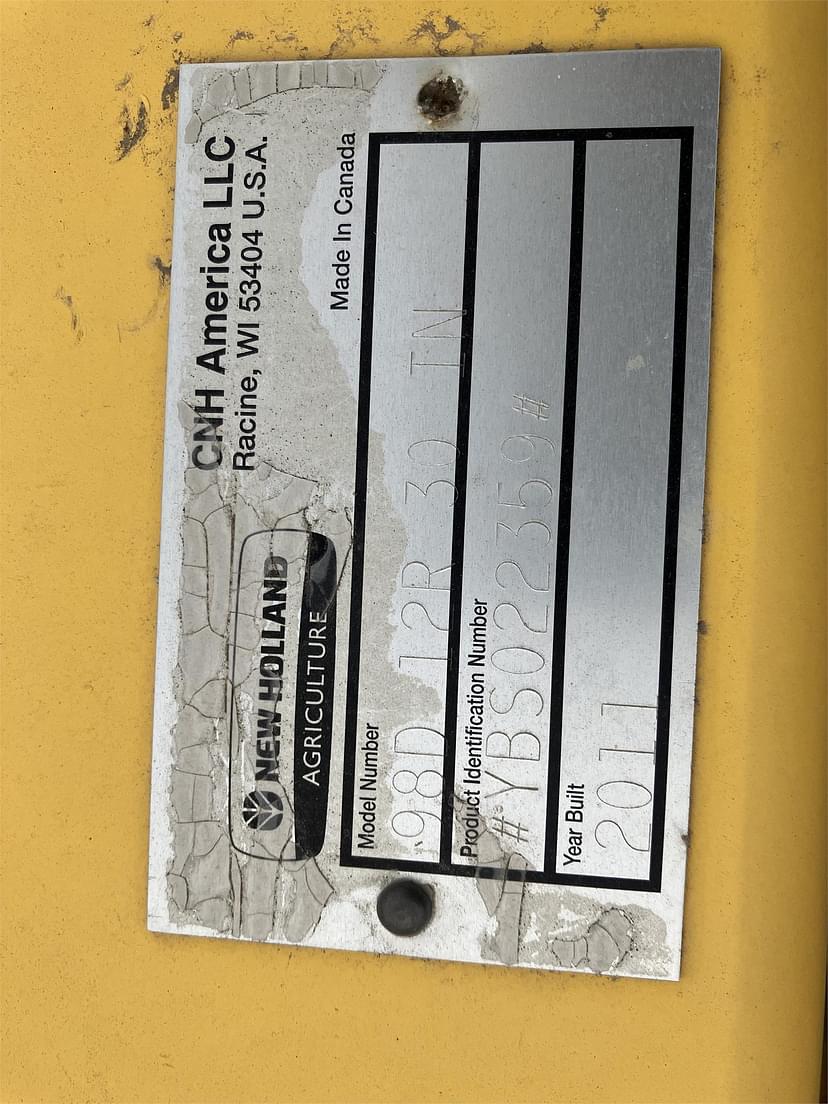 CNH America LLC
Racine, WI 53404 U.S.A.
NEW HOLLAND
AGRICULTURE
Made In Canada
Model Number
98D 12R 30 IN
Product Identification Number
#YBS022359#
Year Built
2011